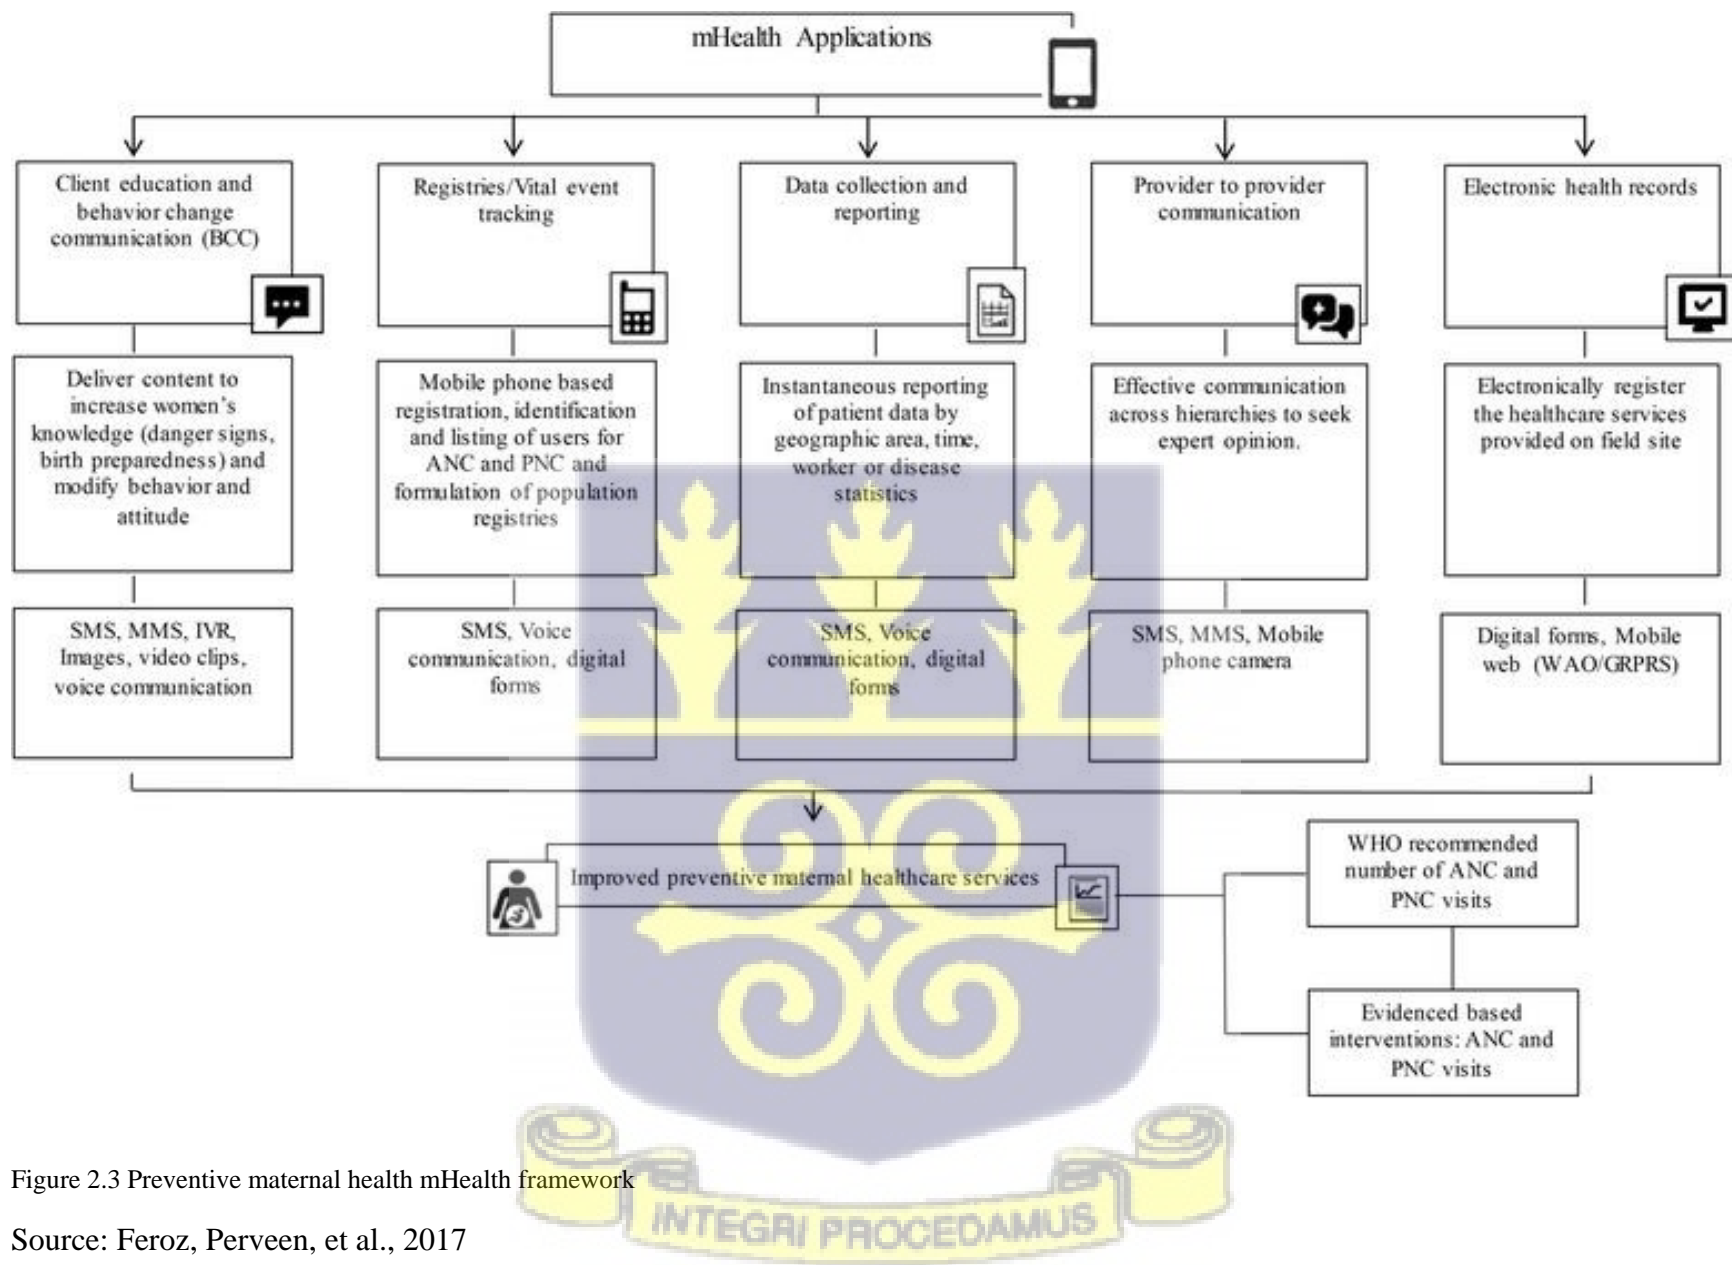 mHealth Applications
Client education and
behavior change
communication (BCC)
Registries/Vital event
tracking
Data collection and
reporting
Provider to provider
communication
Electronic health records
Deliver content to
increase women's
knowledge (danger signs,
birth preparedness) and
modify behavior and
attitude
Mobile phone based
registration, identification
and listing of users for
ANC and PNC and
formulation of population
registries
Instantaneous reporting
of patient data by
geographic area, time,
worker or disease
statistics
Effective communication
across hierarchies to seek
expert opinion.
Electronically register
the healthcare services
provided on field site
SMS, MMS, IVR,
Images, video clips,
voice communication
SMS, Voice
communication, digital
forms
SMS, Voice
communication, digital
forms
SMS, MMS, Mobile
phone camera
Digital forms, Mobile
web (WAO/GRPRS)
Improved preventive maternal healthcare services
WHO recommended
number of ANC and
PNC visits
Evidenced based
interventions: ANC and
PNC visits
Figure 2.3 Preventive maternal health mHealth framework
INTEGRI PROCEDAMUS
Source: Feroz, Perveen, et al., 2017